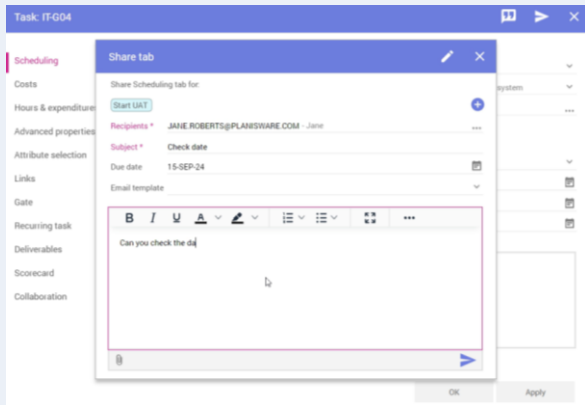 Task: IT-G04
Scheduling
Costs
Hours & expenditure
Advanced properties
Attribute selection
Links
Gate
Recurring task
Deliverables
Scorecard
Collaboration
system
Share tab
Share Scheduling tab for:
Start UAT
Recipients * JANE.ROBERTS@PLANISWARE.COM - Jane
Subject * Check date
Due date 15-SEP-24
Email template
B I U A
Can you check the da
OK Apply